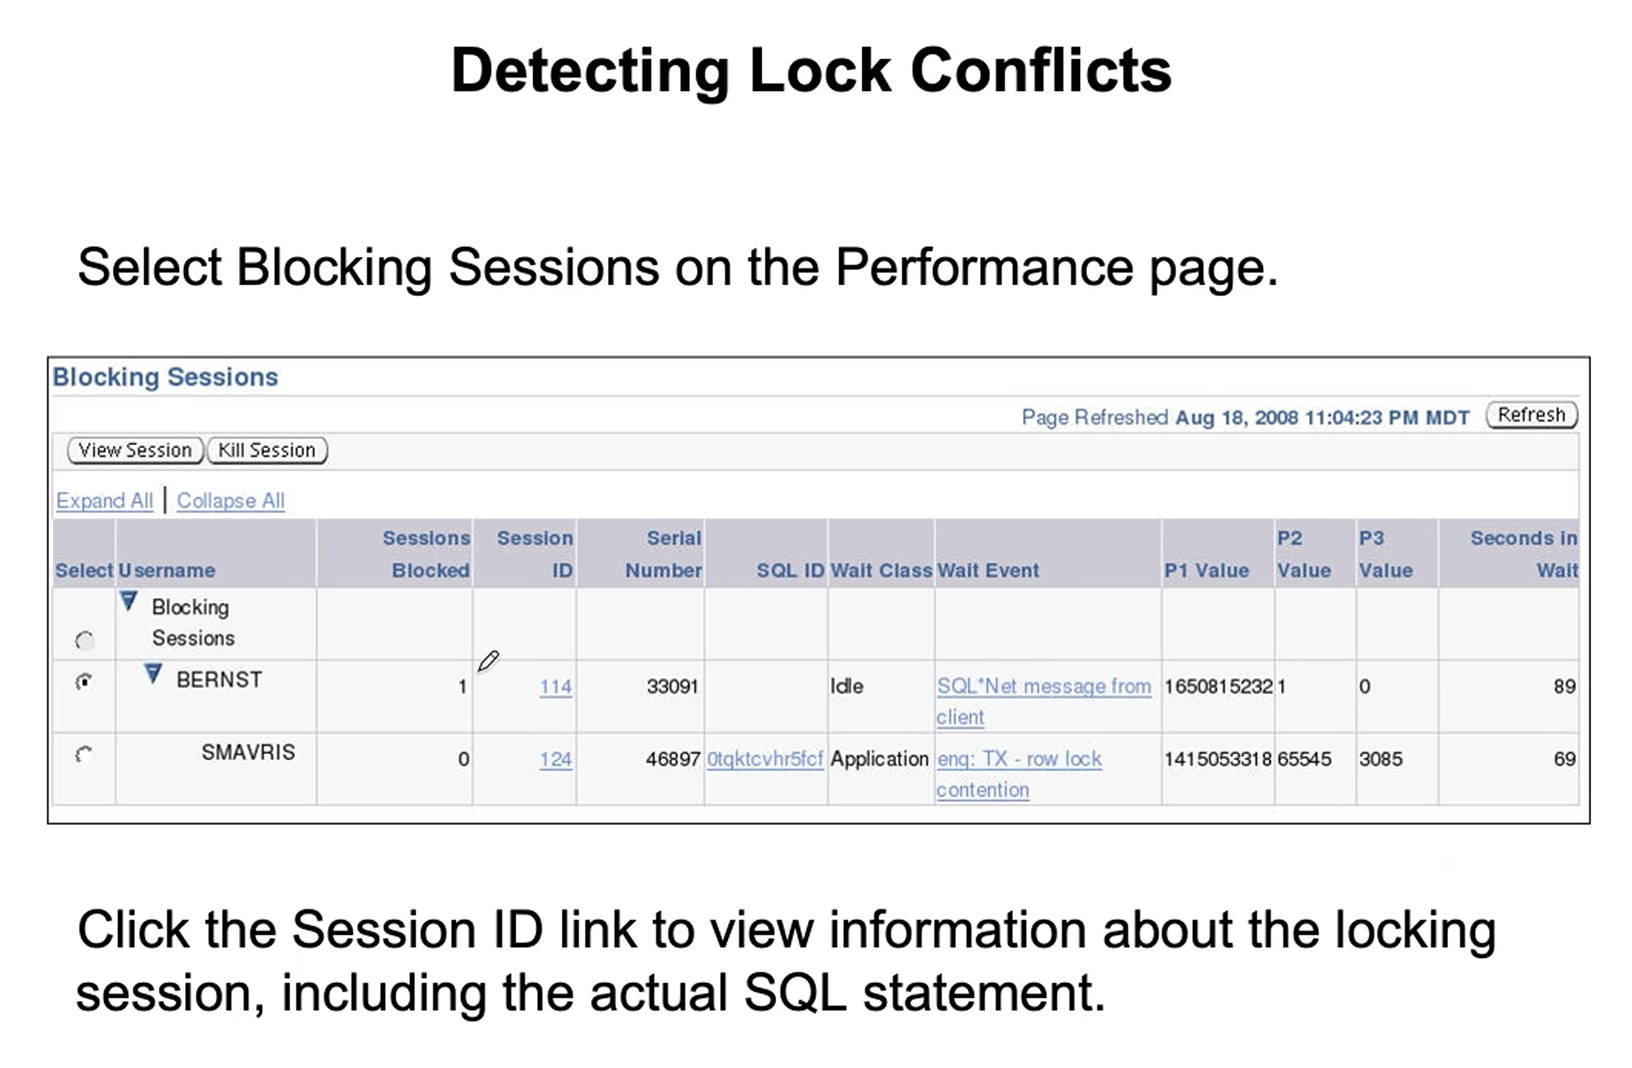 Detecting Lock Conflicts
Select Blocking Sessions on the Performance page.
Blocking Sessions
Page Refreshed Aug 18, 2008 11:04:23 PM MDT Refresh
View Session Kill Session
Expand All | Collapse All
Select Username Sessions Blocked Session ID Serial Number SQL ID Wait Class Wait Event P1 Value P2 Value P3 Value Seconds in Wait
Blocking
Sessions
BERNST 1 114 33091 Idle SQL*Net message from client 1650815232 1 0 89
SMAVRIS 0 124 46897 0tqktcvhr5fcf Application enq: TX - row lock contention 1415053318 65545 3085 69
Click the Session ID link to view information about the locking
session, including the actual SQL statement.